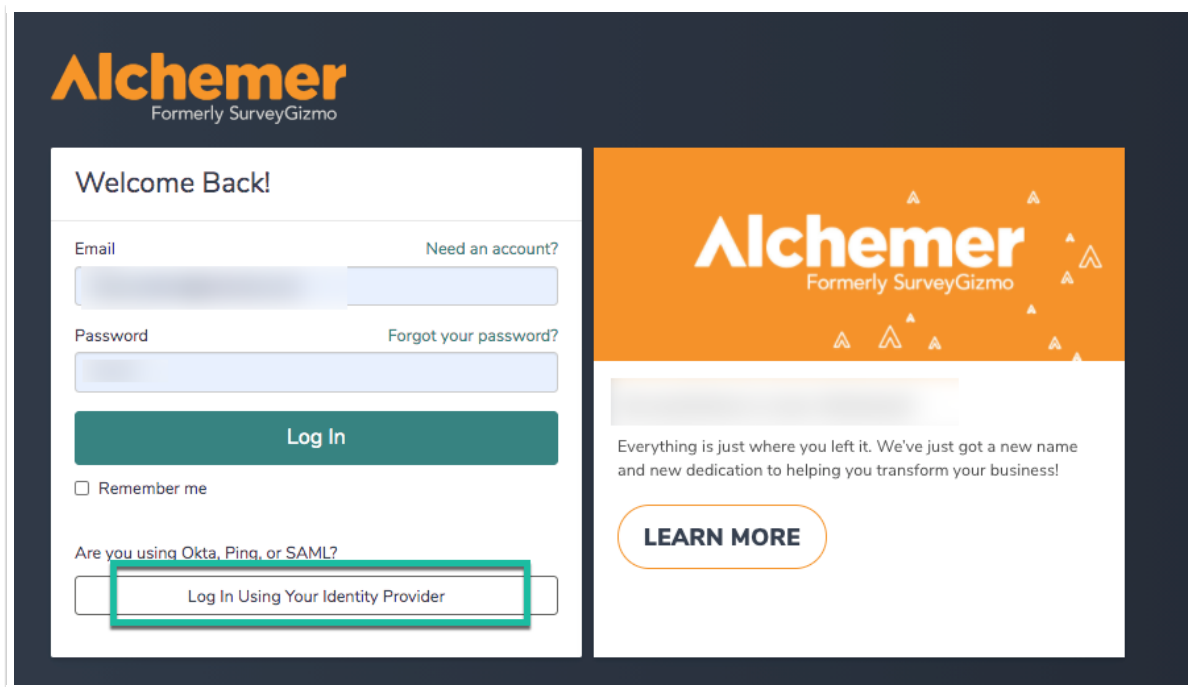 Alchemer
Formerly SurveyGizmo
Welcome Back!
Email
Need an account?
Password
Forgot your password?
Log In
Remember me
Are you using Okta, Ping, or SAML?
Log In Using Your Identity Provider
Alchemer
Formerly SurveyGizmo
Everything is just where you left it. We've just got a new name
and new dedication to helping you transform your business!
LEARN MORE